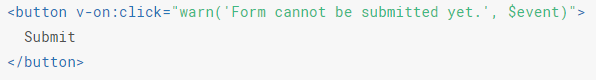 <button v-on:click="warn('Form cannot be submitted yet.', $event)">
  Submit
</button>